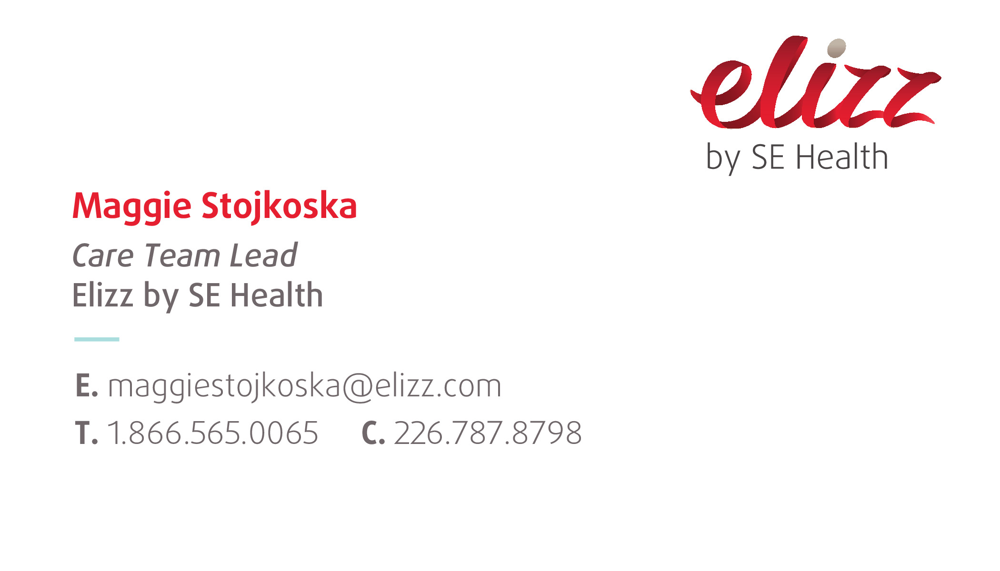 elizz
by SE Health
Maggie Stojkoska
Care Team Lead
Elizz by SE Health
E. maggiestojkoska@elizz.com
T. 1.866.565.0065 C. 226.787.8798